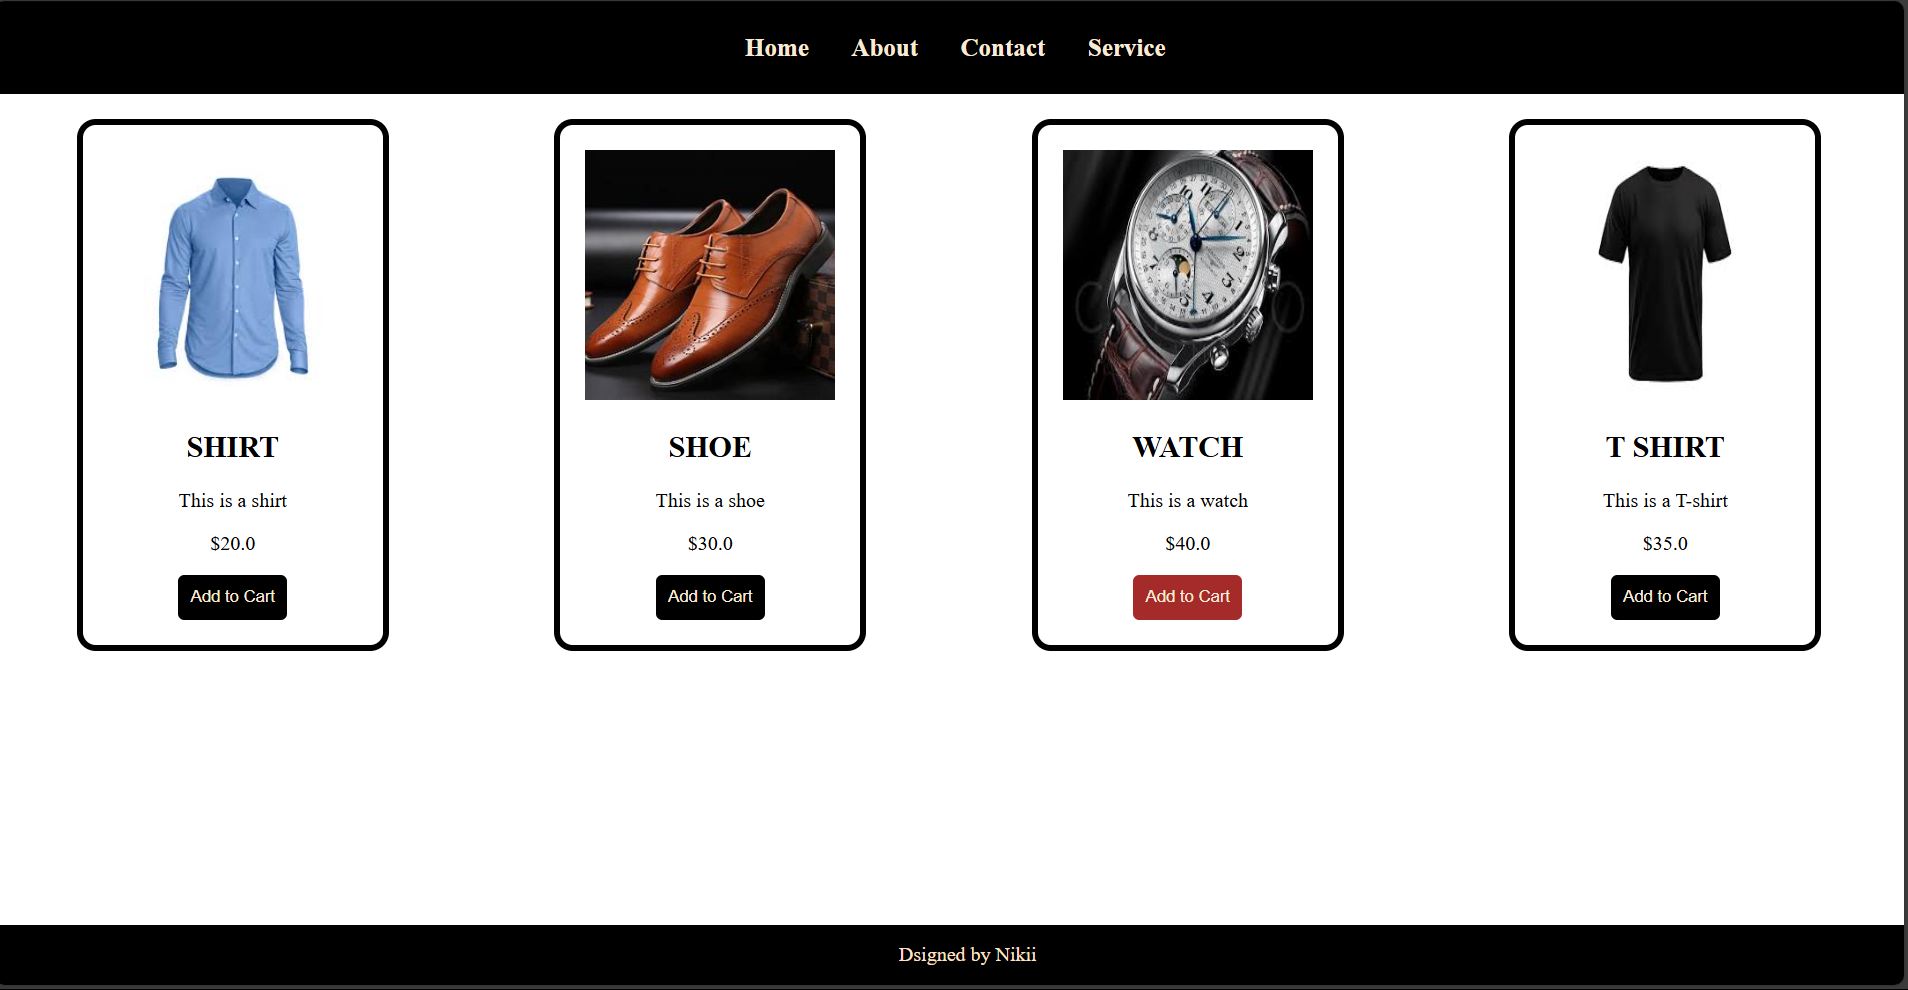 Home About Contact Service
SHIRT
This is a shirt
$20.0
Add to Cart
SHOE
This is a shoe
$30.0
Add to Cart
WATCH
This is a watch
$40.0
Add to Cart
T SHIRT
This is a T-shirt
$35.0
Add to Cart
Dsigned by Nikii